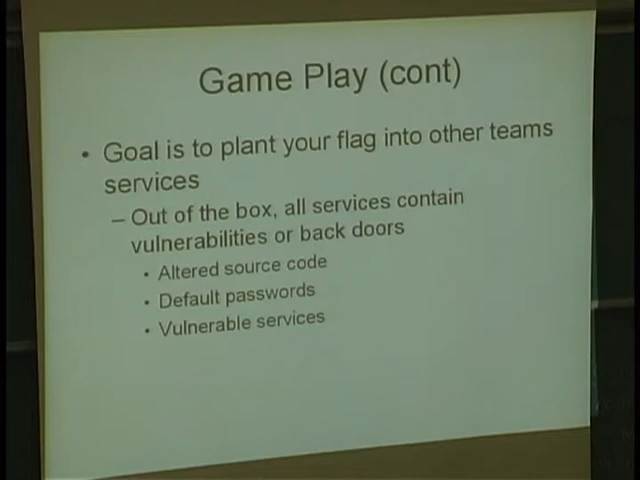 Game Play (cont)
• Goal is to plant your flag into other teams
services
– Out of the box, all services contain
vulnerabilities or back doors
• Altered source code
• Default passwords
• Vulnerable services